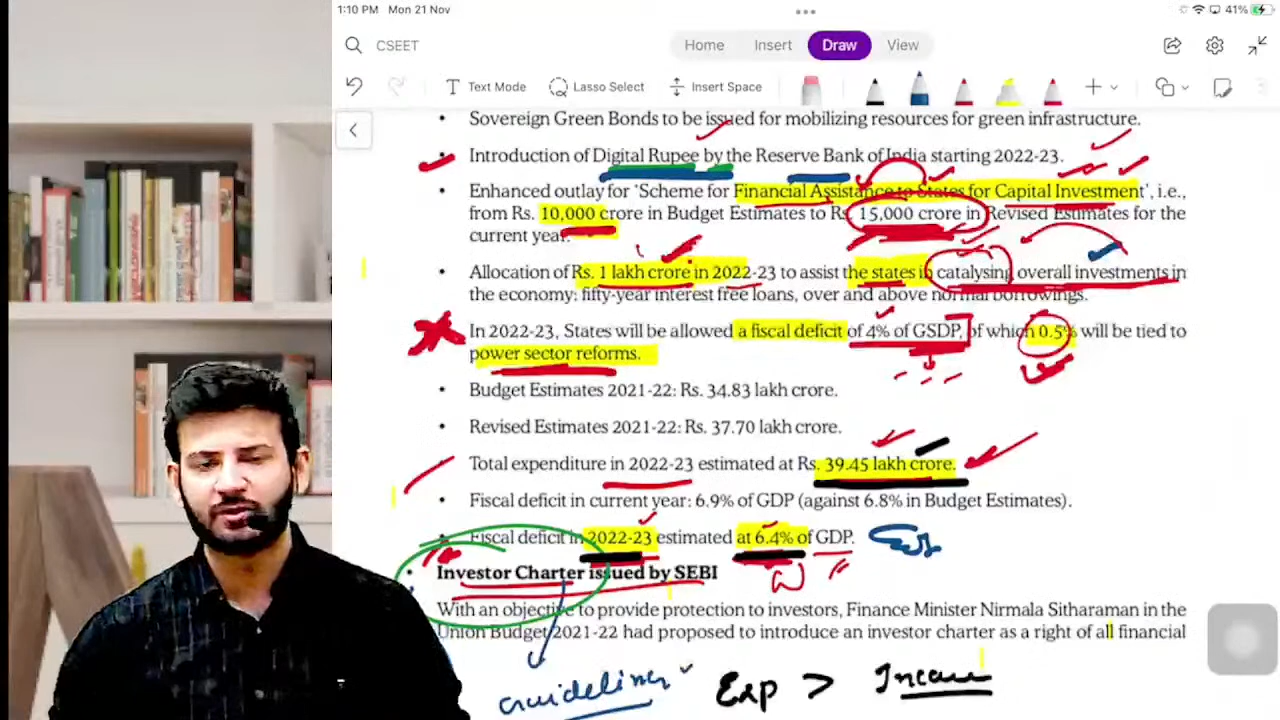 1:10 PM Mon 21 Nov
41%
CSEET
Home Insert Draw View
Text Mode Lasso Select Insert Space
Sovereign Green Bonds to be issued for mobilizing resources for green infrastructure.
• Introduction of Digital Rupee by the Reserve Bank of India starting 2022-23.
• Enhanced outlay for 'Scheme for Financial Assistance to States for Capital Investment', i.e.,
from Rs. 10,000 crore in Budget Estimates to Rs. 15,000 crore in Revised Estimates for the
current year.
• Allocation of Rs. 1 lakh crore in 2022-23 to assist the states in catalysing overall investments in
the economy: fifty-year interest free loans, over and above normal borrowings.
In 2022-23, States will be allowed a fiscal deficit of 4% of GSDP, of which 0.5% will be tied to
power sector reforms.
• Budget Estimates 2021-22: Rs. 34.83 lakh crore.
• Revised Estimates 2021-22: Rs. 37.70 lakh crore.
• Total expenditure in 2022-23 estimated at Rs. 39.45 lakh crore.
• Fiscal deficit in current year: 6.9% of GDP (against 6.8% in Budget Estimates).
• Fiscal deficit in 2022-23 estimated at 6.4% of GDP.
• Investor Charter issued by SEBI
With an objective to provide protection to investors, Finance Minister Nirmala Sitharaman in the
Union Budget 2021-22 had proposed to introduce an investor charter as a right of all financial
Guidelines Exp > Income